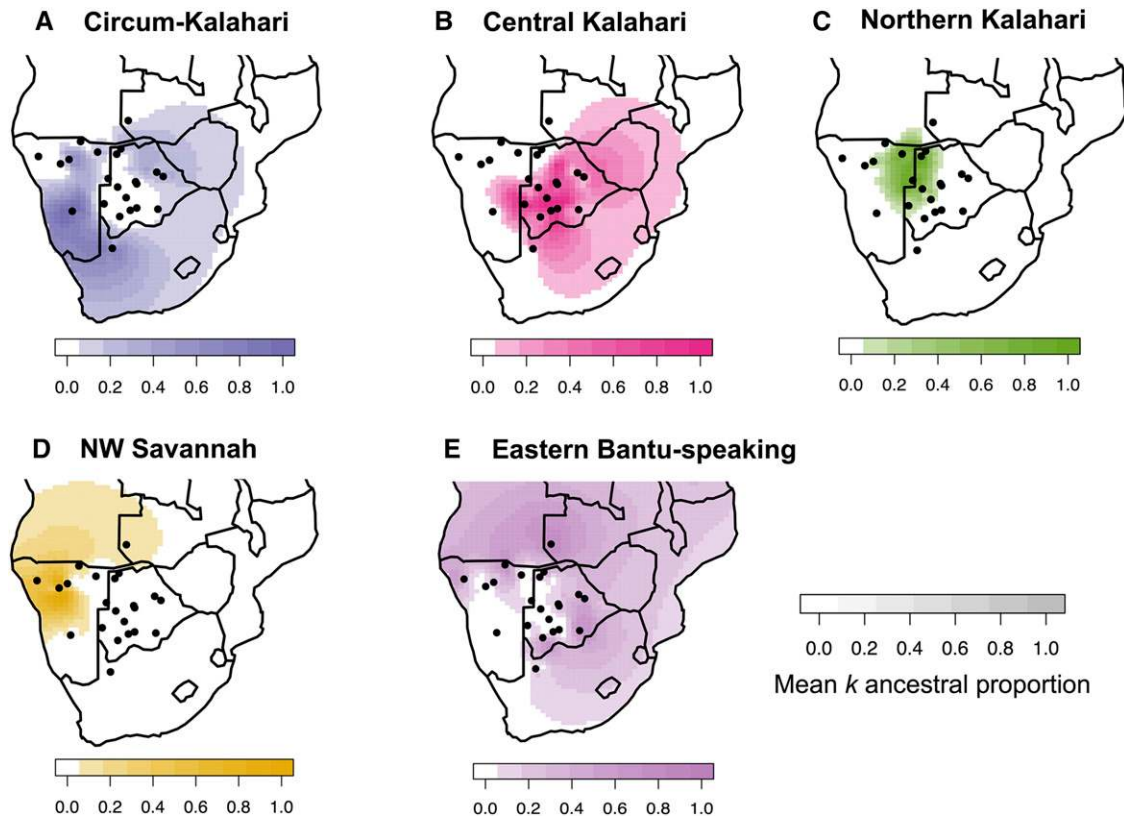 A Circum-Kalahari
B Central Kalahari
C Northern Kalahari
0.0 0.2 0.4 0.6 0.8 1.0
0.0 0.2 0.4 0.6 0.8 1.0
0.0 0.2 0.4 0.6 0.8 1.0
D NW Savannah
E Eastern Bantu-speaking
0.0 0.2 0.4 0.6 0.8 1.0
Mean k ancestral proportion
0.0 0.2 0.4 0.6 0.8 1.0
0.0 0.2 0.4 0.6 0.8 1.0